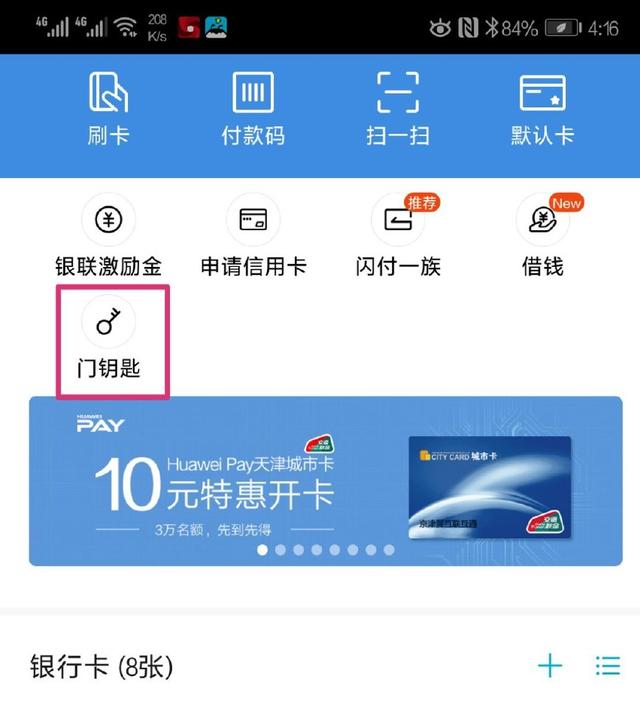 4G 4G 208 K/s 84% 4:16
刷卡 付款码 扫一扫 默认卡
推荐 New
银联激励金 申请信用卡 闪付一族 借钱
门钥匙
HUAWEI
PAY
Huawei Pay天津城市卡
10元特惠开卡
3万名额，先到先得
CITY CARD 城市卡
京津冀互联互通
银行卡 (8张)